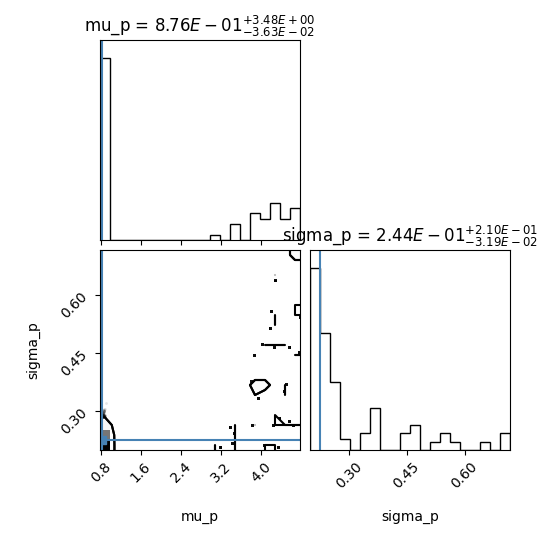 mu_p = 8.76E − 01+3.48E+00−3.63E−02
sigma_p = 2.44E − 01+2.10E−01−3.19E−02
sigma_p
0.60
0.45
0.30
0.8 1.6 2.4 3.2 4.0
0.30 0.45 0.60
mu_p
sigma_p